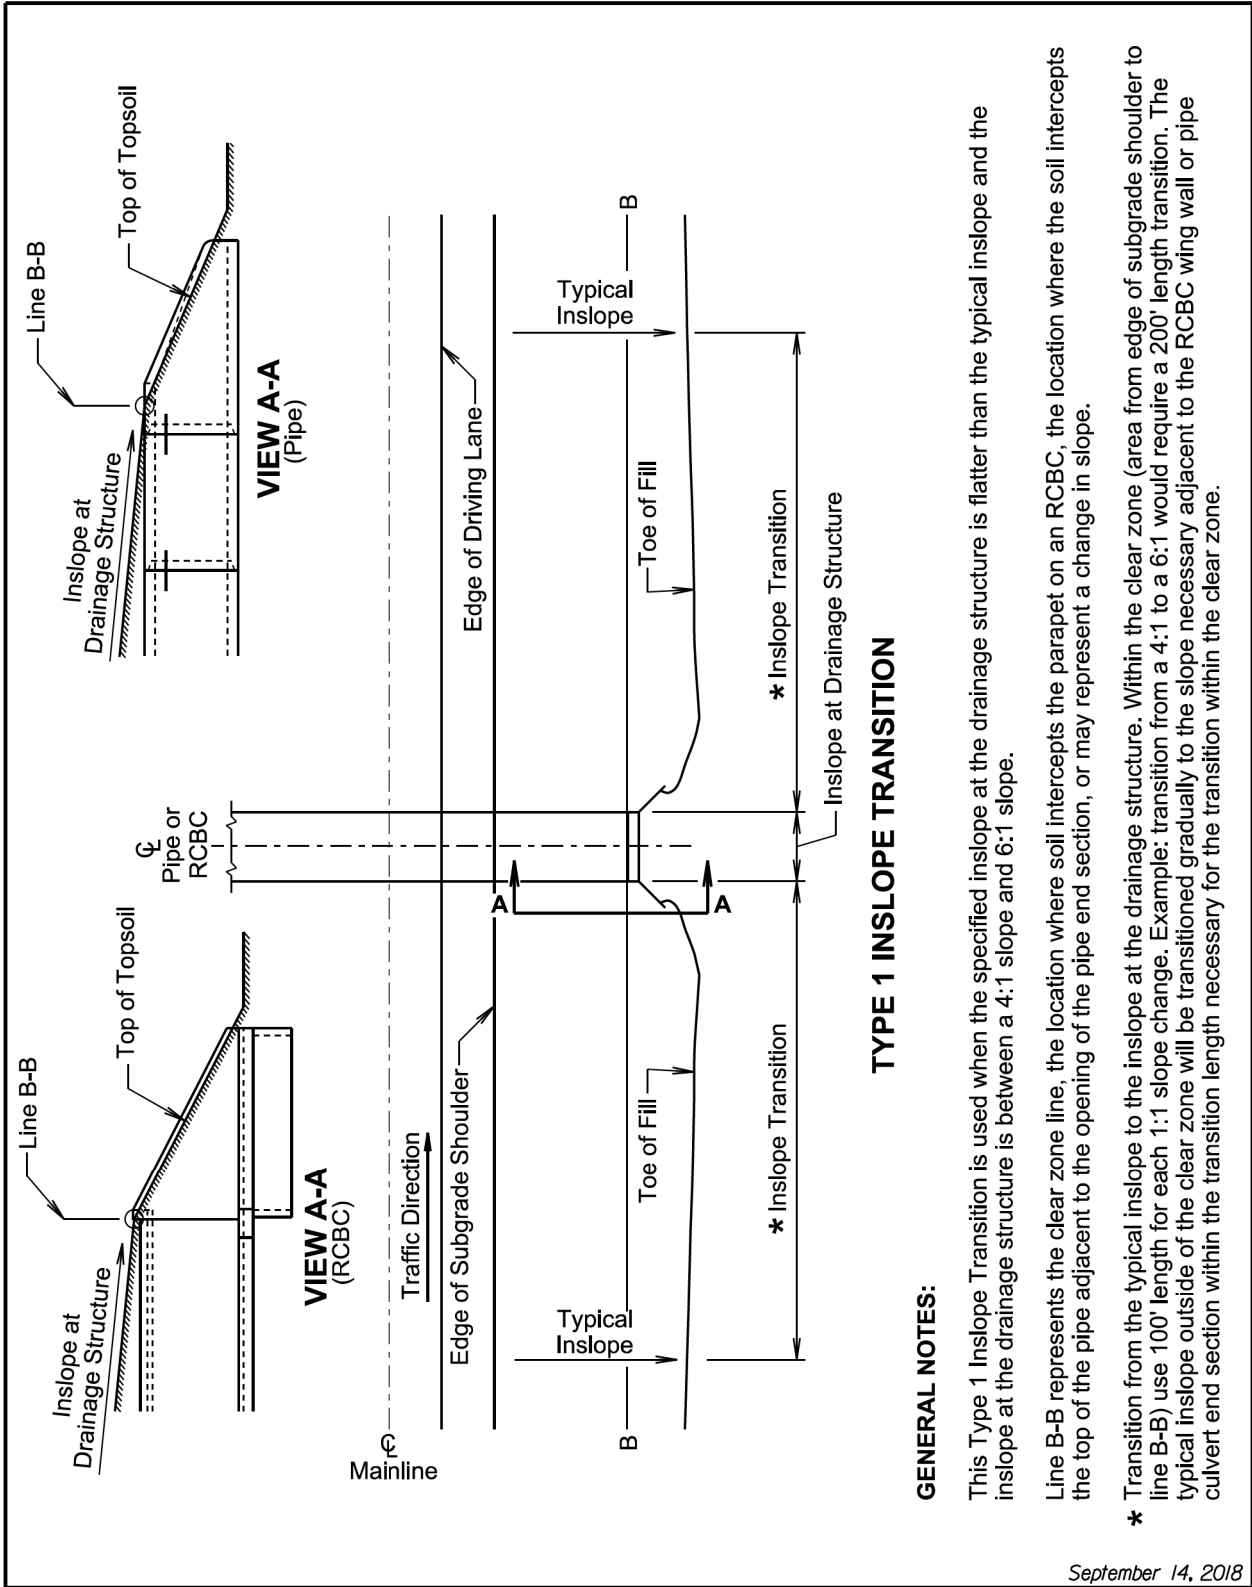 Line B-B
Inslope at
Drainage Structure
Top of Topsoil
VIEW A-A
(RCBC)
Line B-B
Inslope at
Drainage Structure
Top of Topsoil
VIEW A-A
(Pipe)
℄
Pipe or
RCBC
℄
Mainline
Traffic Direction
Edge of Subgrade Shoulder
Edge of Driving Lane
Typical
Inslope
Typical
Inslope
B
B
A
A
Toe of Fill
Toe of Fill
* Inslope Transition
* Inslope Transition
Inslope at Drainage Structure
TYPE 1 INSLOPE TRANSITION
GENERAL NOTES:
This Type 1 Inslope Transition is used when the specified inslope at the drainage structure is flatter than the typical inslope and the
inslope at the drainage structure is between a 4:1 slope and 6:1 slope.
Line B-B represents the clear zone line, the location where soil intercepts the parapet on an RCBC, the location where the soil intercepts
the top of the pipe adjacent to the opening of the pipe end section, or may represent a change in slope.
* Transition from the typical inslope to the inslope at the drainage structure. Within the clear zone (area from edge of subgrade shoulder to
line B-B) use 100' length for each 1:1 slope change. Example: transition from a 4:1 to a 6:1 would require a 200' length transition. The
typical inslope outside of the clear zone will be transitioned gradually to the slope necessary adjacent to the RCBC wing wall or pipe
culvert end section within the transition length necessary for the transition within the clear zone.
September 14, 2018